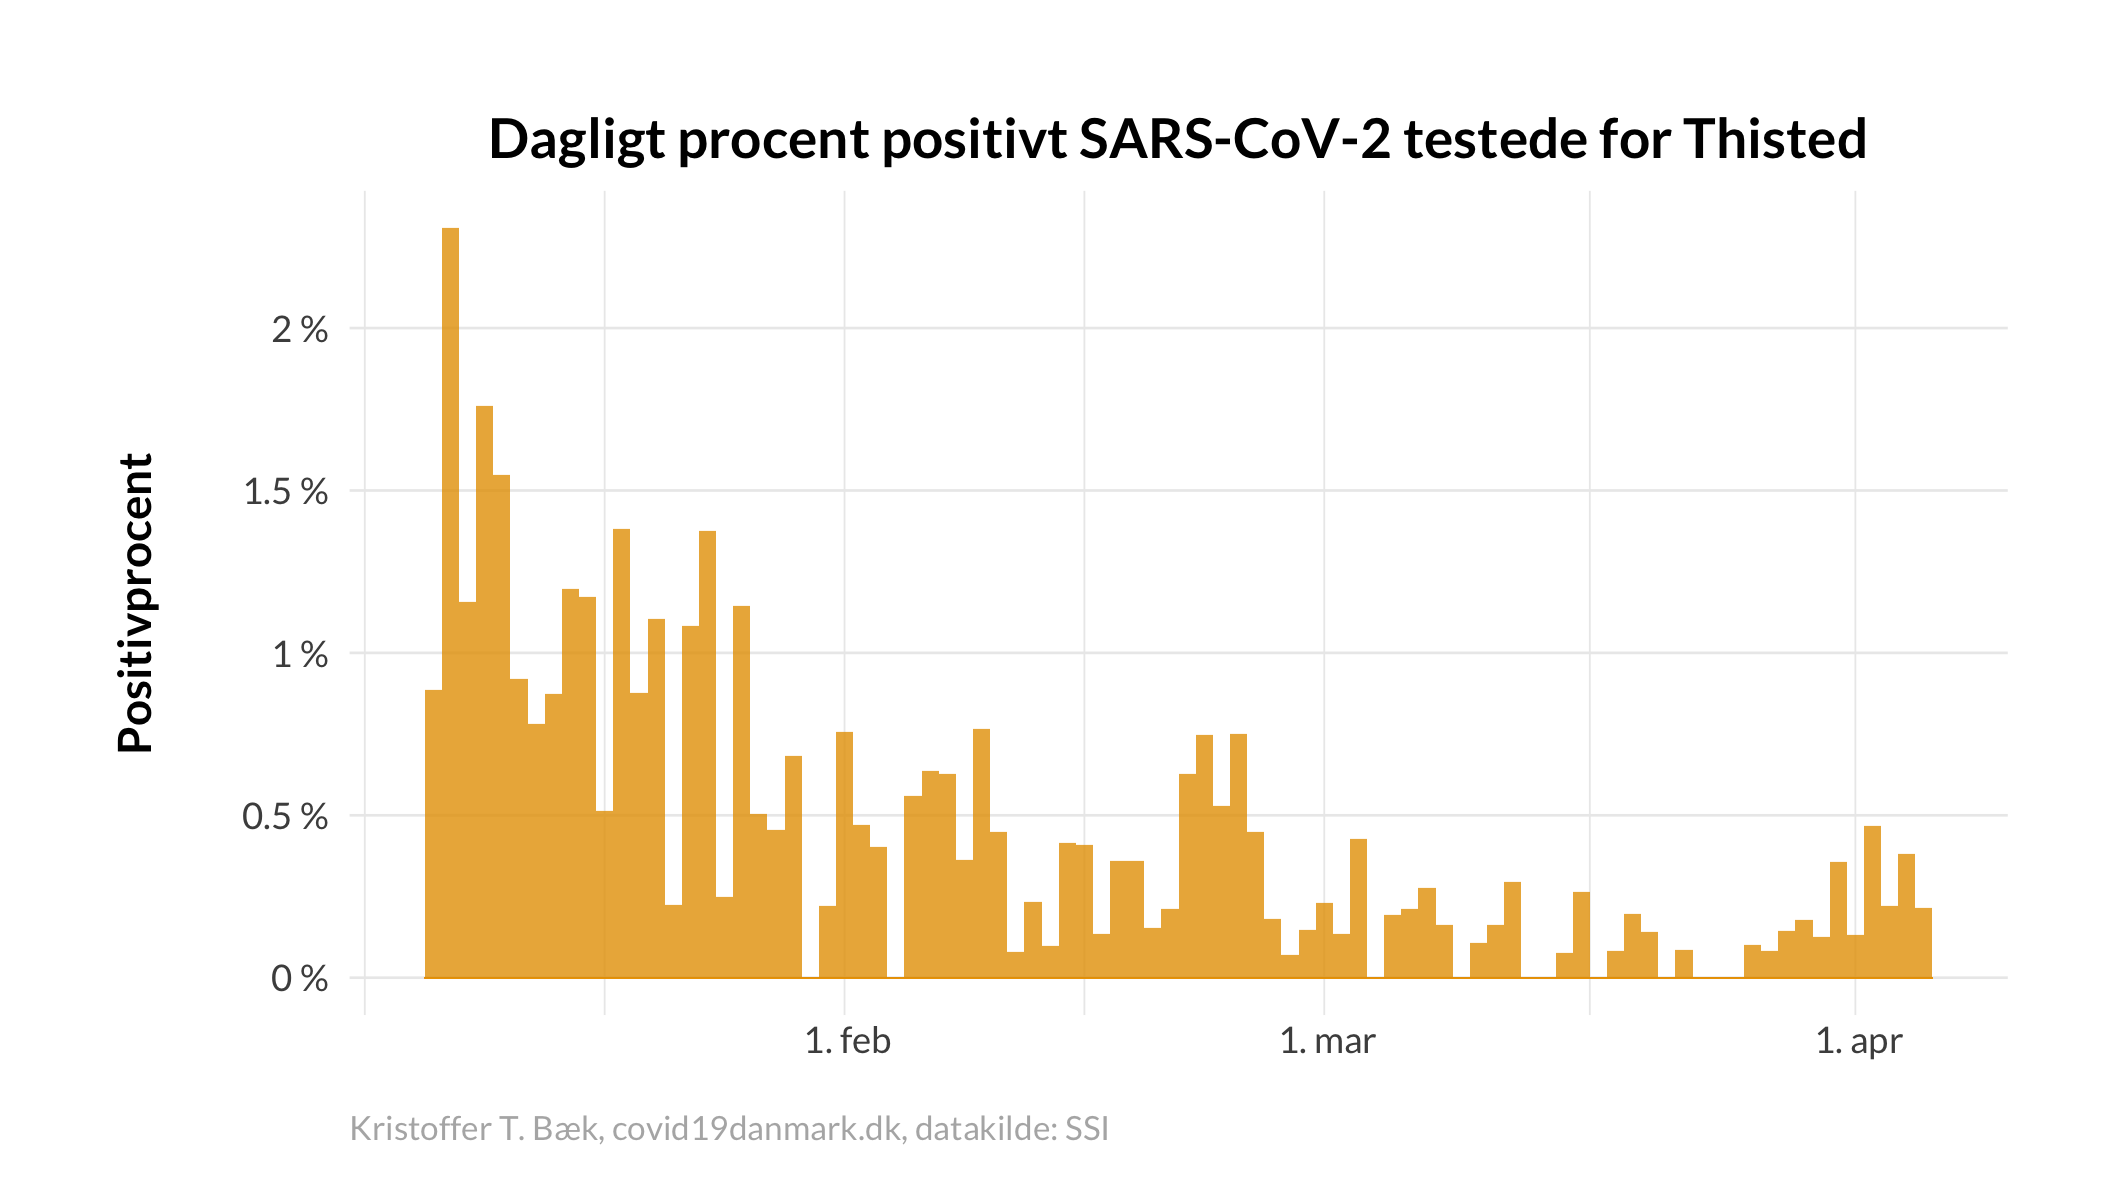 Dagligt procent positivt SARS-CoV-2 testede for Thisted
Positivprocent
2 %
1.5 %
1 %
0.5 %
0 %
1. feb
1. mar
1. apr
Kristoffer T. Bæk, covid19danmark.dk, datakilde: SSI